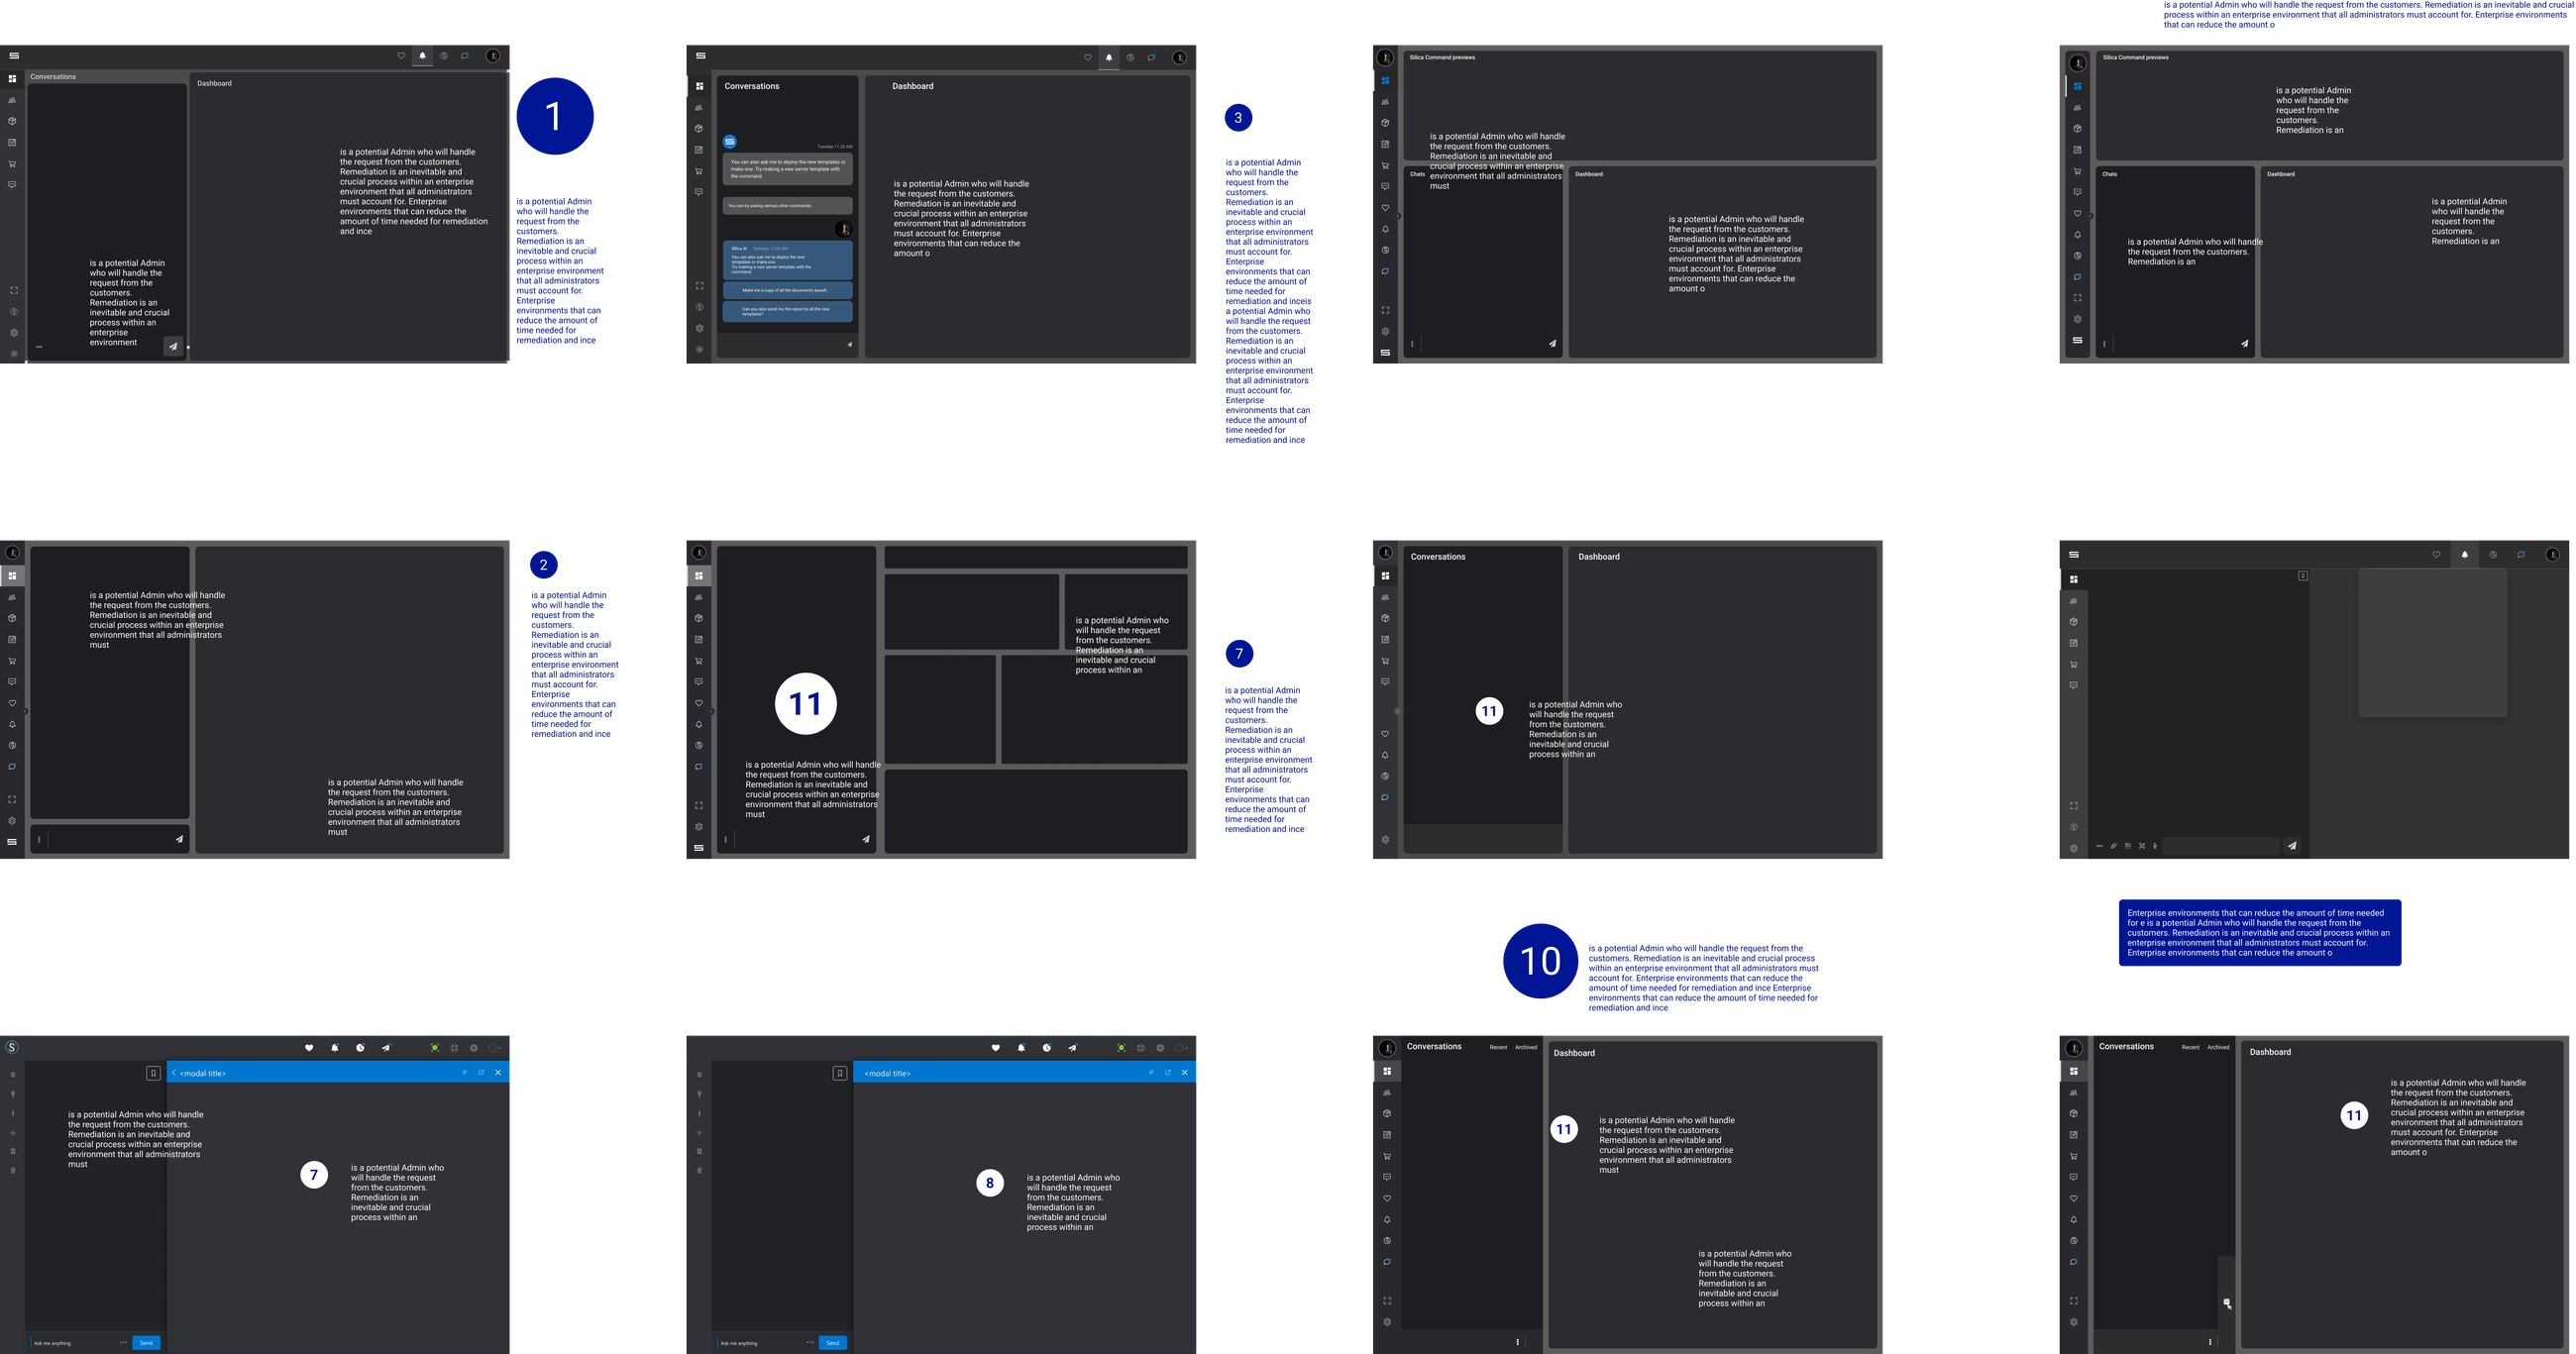 is a potential Admin who will handle the request from the customers. Remediation is an inevitable and crucial
process within an enterprise environment that all administrators must account for. Enterprise environments
that can reduce the amount o
Conversations
Dashboard
is a potential Admin who will handle
the request from the customers.
Remediation is an inevitable and
crucial process within an enterprise
environment that all administrators
must account for. Enterprise
environments that can reduce the
amount of time needed for remediation
and ince
is a potential Admin
who will handle the
request from the
customers.
Remediation is an
inevitable and crucial
process within an
enterprise
environment
1
is a potential Admin
who will handle the
request from the
customers.
Remediation is an
inevitable and crucial
process within an
enterprise environment
that all administrators
must account for.
Enterprise
environments that can
reduce the amount of
time needed for
remediation and ince
Conversations
Tuesday 11:28 AM
You can also ask me to deploy the new templates or
make one. Try making a new server template with
the command.
You can try asking various other commands.
Silica AI Tuesday 11:29 AM
You can also ask me to deploy the new
templates or make one.
Try making a new server template with the
command.
Make me a copy of all the documents aswell.
Can you also send me the report to all the new
templates?
Dashboard
is a potential Admin who will handle
the request from the customers.
Remediation is an inevitable and
crucial process within an enterprise
environment that all administrators
must account for. Enterprise
environments that can reduce the
amount o
3
is a potential Admin
who will handle the
request from the
customers.
Remediation is an
inevitable and crucial
process within an
enterprise environment
that all administrators
must account for.
Enterprise
environments that can
reduce the amount of
time needed for
remediation and inceis
a potential Admin who
will handle the request
from the customers.
Remediation is an
inevitable and crucial
process within an
enterprise environment
that all administrators
must account for.
Enterprise
environments that can
reduce the amount of
time needed for
remediation and ince
Silica Command previews
is a potential Admin who will handle
the request from the customers.
Remediation is an inevitable and
crucial process within an enterprise
environment that all administrators
must
Chats
Dashboard
is a potential Admin who will handle
the request from the customers.
Remediation is an inevitable and
crucial process within an enterprise
environment that all administrators
must account for. Enterprise
environments that can reduce the
amount o
Silica Command previews
is a potential Admin
who will handle the
request from the
customers.
Remediation is an
Chats
is a potential Admin who will handle
the request from the customers.
Remediation is an
Dashboard
is a potential Admin
who will handle the
request from the
customers.
Remediation is an
is a potential Admin who will handle
the request from the customers.
Remediation is an inevitable and
crucial process within an enterprise
environment that all administrators
must
is a potential Admin who will handle
the request from the customers.
Remediation is an inevitable and
crucial process within an enterprise
environment that all administrators
must
2
is a potential Admin
who will handle the
request from the
customers.
Remediation is an
inevitable and crucial
process within an
enterprise environment
that all administrators
must account for.
Enterprise
environments that can
reduce the amount of
time needed for
remediation and ince
11
is a potential Admin who will handle
the request from the customers.
Remediation is an inevitable and
crucial process within an enterprise
environment that all administrators
must
is a potential Admin who
will handle the request
from the customers.
Remediation is an
inevitable and crucial
process within an
7
is a potential Admin
who will handle the
request from the
customers.
Remediation is an
inevitable and crucial
process within an
enterprise environment
that all administrators
must account for.
Enterprise
environments that can
reduce the amount of
time needed for
remediation and ince
Conversations
Dashboard
11
is a potential Admin who
will handle the request
from the customers.
Remediation is an
inevitable and crucial
process within an
10
is a potential Admin who will handle the request from the
customers. Remediation is an inevitable and crucial process
within an enterprise environment that all administrators must
account for. Enterprise environments that can reduce the
amount of time needed for remediation and ince Enterprise
environments that can reduce the amount of time needed for
remediation and ince
Enterprise environments that can reduce the amount of time needed
for e is a potential Admin who will handle the request from the
customers. Remediation is an inevitable and crucial process within an
enterprise environment that all administrators must account for.
Enterprise environments that can reduce the amount o
S
<modal title>
is a potential Admin who will handle
the request from the customers.
Remediation is an inevitable and
crucial process within an enterprise
environment that all administrators
must
7
is a potential Admin who
will handle the request
from the customers.
Remediation is an
inevitable and crucial
process within an
Ask me anything
Send
<modal title>
8
is a potential Admin who
will handle the request
from the customers.
Remediation is an
inevitable and crucial
process within an
Ask me anything
Send
Conversations
Recent Archived
Dashboard
11
is a potential Admin who will handle
the request from the customers.
Remediation is an inevitable and
crucial process within an enterprise
environment that all administrators
must
is a potential Admin who
will handle the request
from the customers.
Remediation is an
inevitable and crucial
process within an
Conversations
Recent Archived
Dashboard
11
is a potential Admin who will handle
the request from the customers.
Remediation is an inevitable and
crucial process within an enterprise
environment that all administrators
must account for. Enterprise
environments that can reduce the
amount o